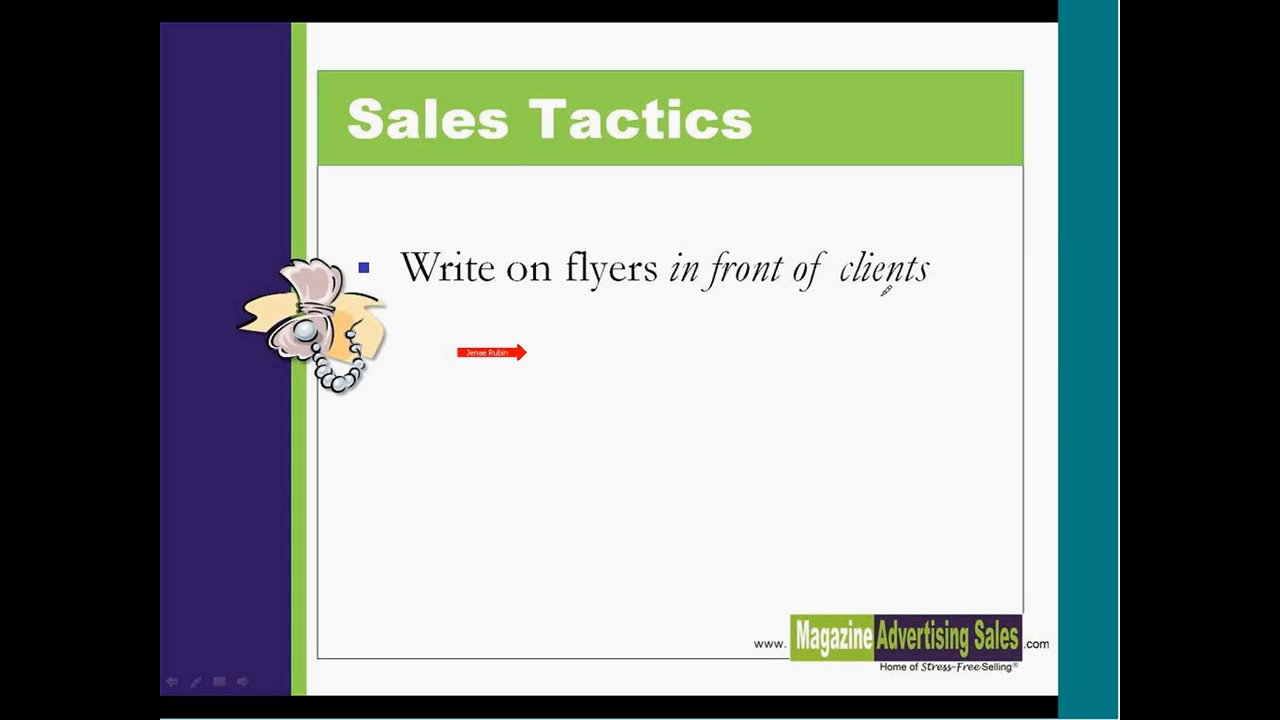 Sales Tactics
Write on flyers in front of clients
Jenae Rubin
www. Magazine Advertising Sales .com
Home of Stress-Free Selling®